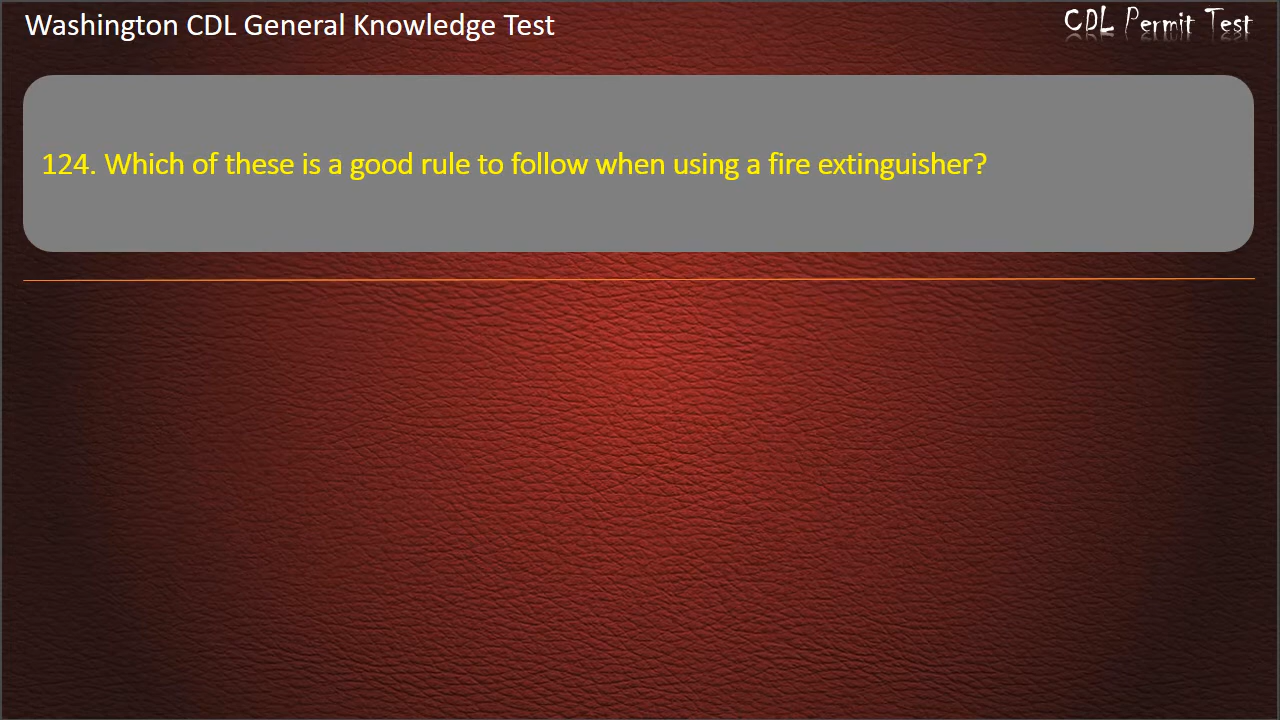 Washington CDL General Knowledge Test
CDL Permit Test
124. Which of these is a good rule to follow when using a fire extinguisher?